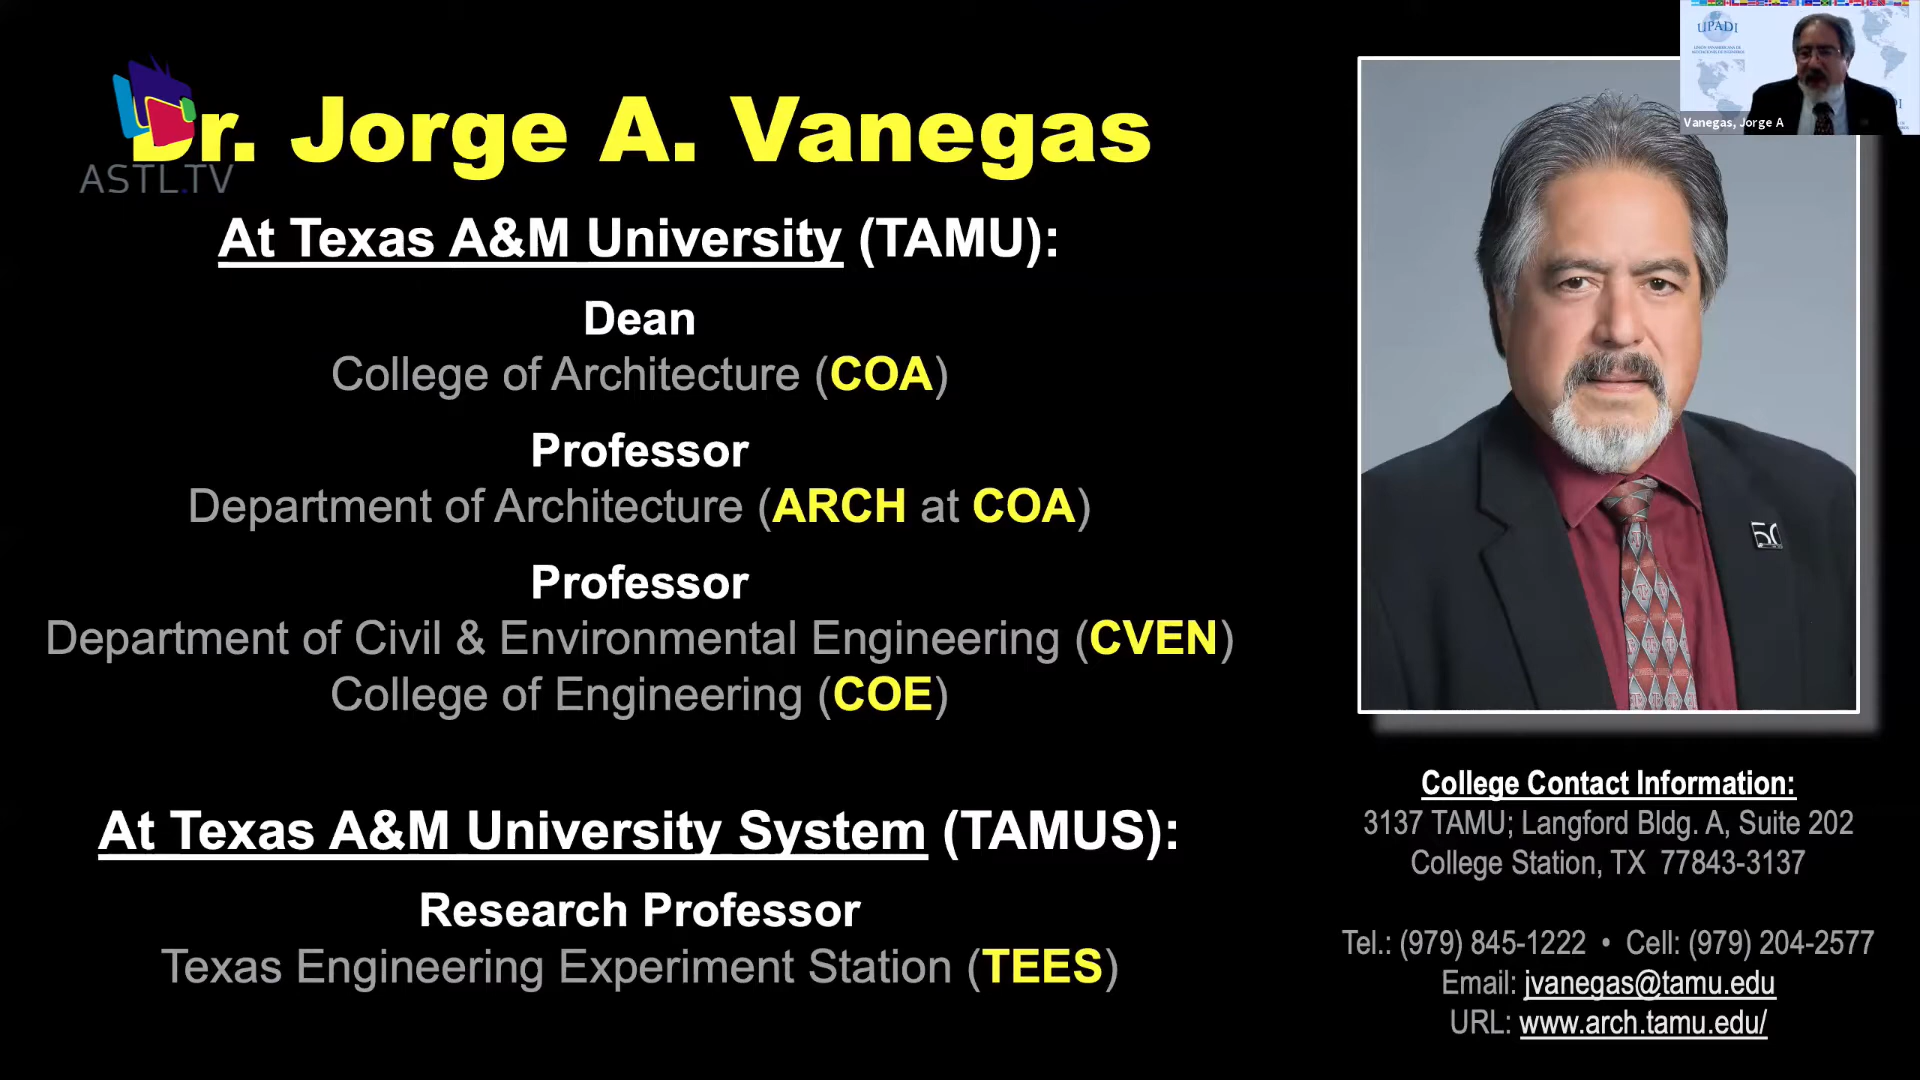 Dr. Jorge A. Vanegas
ASTL.TV
At Texas A&M University (TAMU):
Dean
College of Architecture (COA)
Professor
Department of Architecture (ARCH at COA)
Professor
Department of Civil & Environmental Engineering (CVEN)
College of Engineering (COE)
At Texas A&M University System (TAMUS):
Research Professor
Texas Engineering Experiment Station (TEES)
UPADI
Vanegas, Jorge A
50
College Contact Information:
3137 TAMU; Langford Bldg. A, Suite 202
College Station, TX 77843-3137
Tel.: (979) 845-1222 • Cell: (979) 204-2577
Email: jvanegas@tamu.edu
URL: www.arch.tamu.edu/